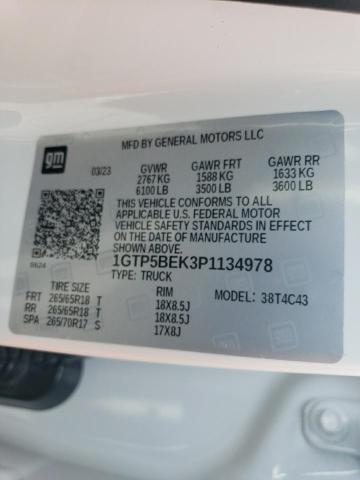 gm
MFD BY GENERAL MOTORS LLC
03/23 GVWR GAWR FRT GAWR RR
2767 KG 1588 KG 1633 KG
6100 LB 3500 LB 3600 LB
THIS VEHICLE CONFORMS TO ALL
APPLICABLE U.S. FEDERAL MOTOR
VEHICLE SAFETY STANDARDS IN
EFFECT ON THE DATE OF MANUFACTURE
SHOWN ABOVE.
1GTP5BEK3P1134978
TYPE: TRUCK
TIRE SIZE RIM MODEL: 38T4C43
FRT 265/65R18 T 18X8.5J
RR 265/65R18 T 18X8.5J
SPA 265/70R17 S 17X8J